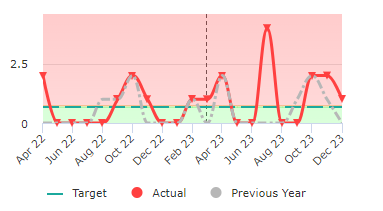 2.5
0
Apr 22
Jun 22
Aug 22
Oct 22
Dec 22
Feb 23
Apr 23
Jun 23
Aug 23
Oct 23
Dec 23
Target Actual Previous Year